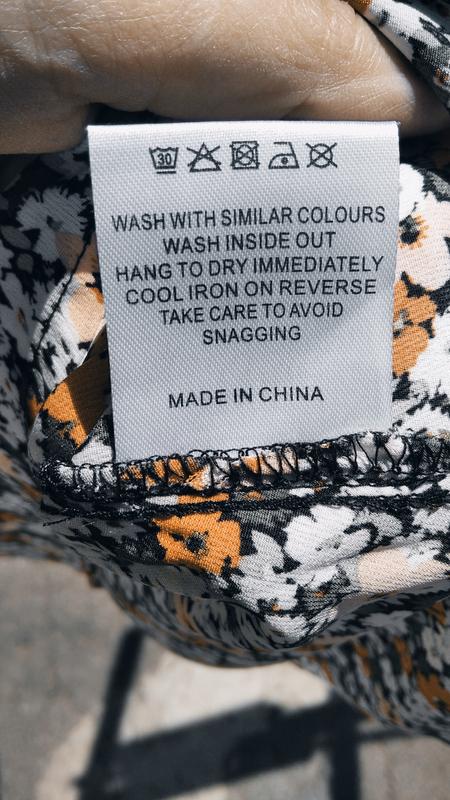 30
WASH WITH SIMILAR COLOURS
WASH INSIDE OUT
HANG TO DRY IMMEDIATELY
COOL IRON ON REVERSE
TAKE CARE TO AVOID
SNAGGING
MADE IN CHINA